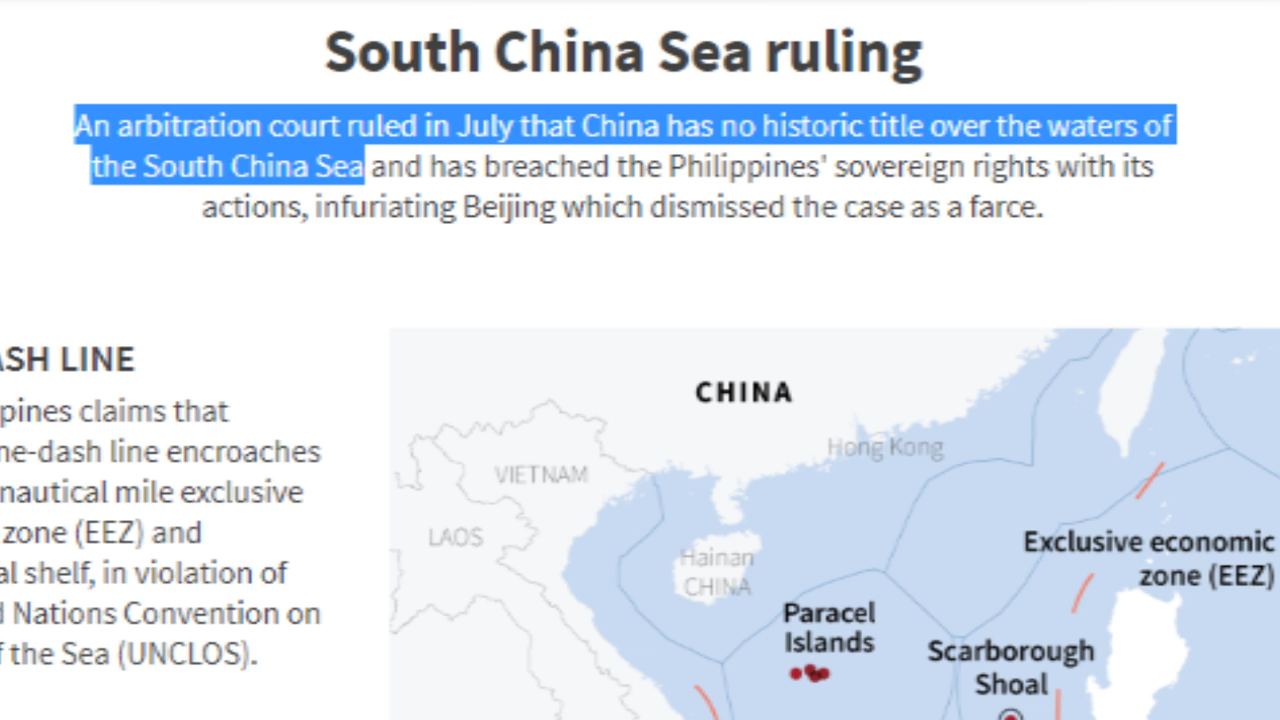 South China Sea ruling
An arbitration court ruled in July that China has no historic title over the waters of
the South China Sea and has breached the Philippines' sovereign rights with its
actions, infuriating Beijing which dismissed the case as a farce.
ASH LINE
pines claims that
ne-dash line encroaches
nautical mile exclusive
zone (EEZ) and
al shelf, in violation of
d Nations Convention on
f the Sea (UNCLOS).
CHINA
Hong Kong
VIETNAM
LAOS
Hainan
CHINA
Exclusive economic
zone (EEZ)
Paracel
Islands
Scarborough
Shoal